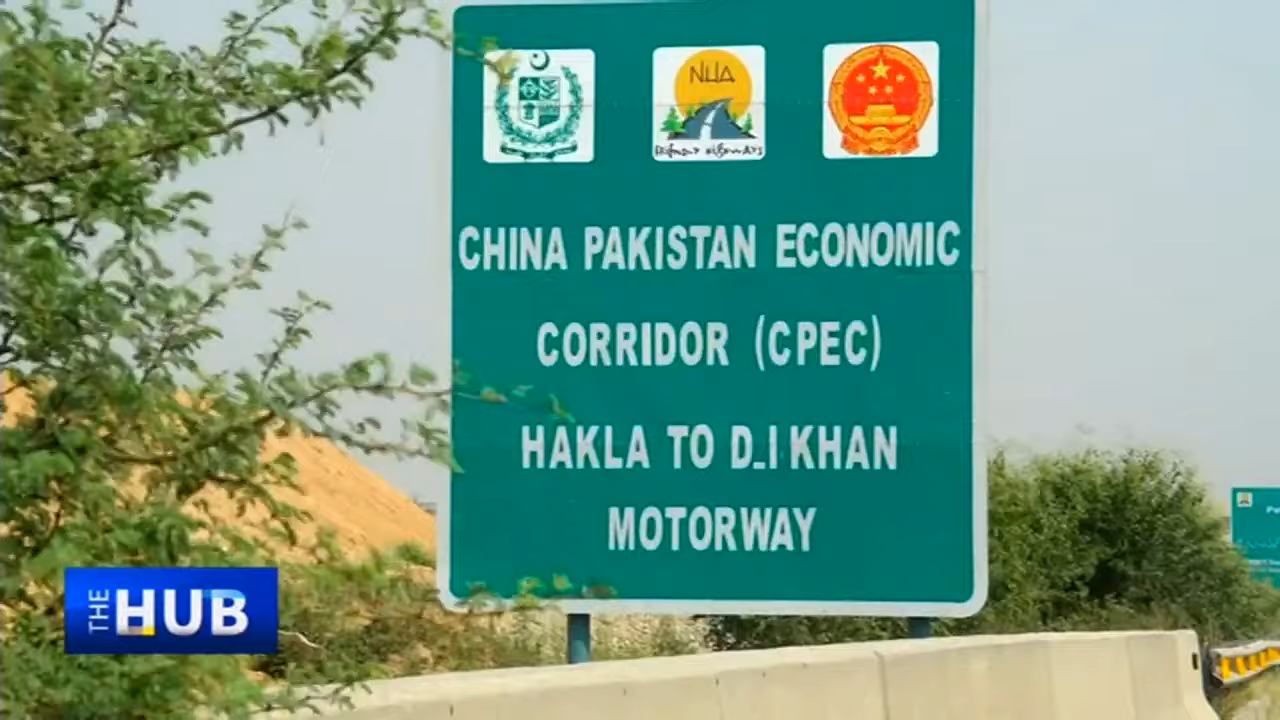 NHA
CHINA PAKISTAN ECONOMIC
CORRIDOR (CPEC)
HAKLA TO D.I KHAN
MOTORWAY
THE HUB